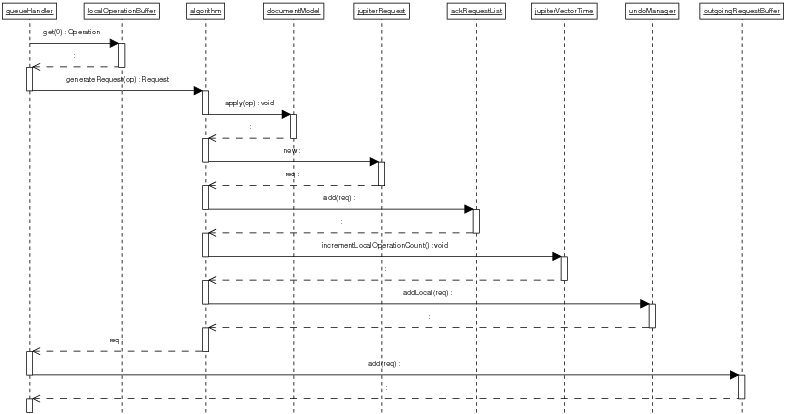 queueHandler localOperationBuffer algorithm documentModel jupiterRequest ackRequestList jupiterVectorTime undoManager outgoingRequestBuffer
get(0) : Operation
:
generateRequest(op) : Request
apply(op) : void
:
new :
req :
add(req) :
:
incrementLocalOperationCount() : void
:
addLocal(req) :
:
req
add(req) :
: